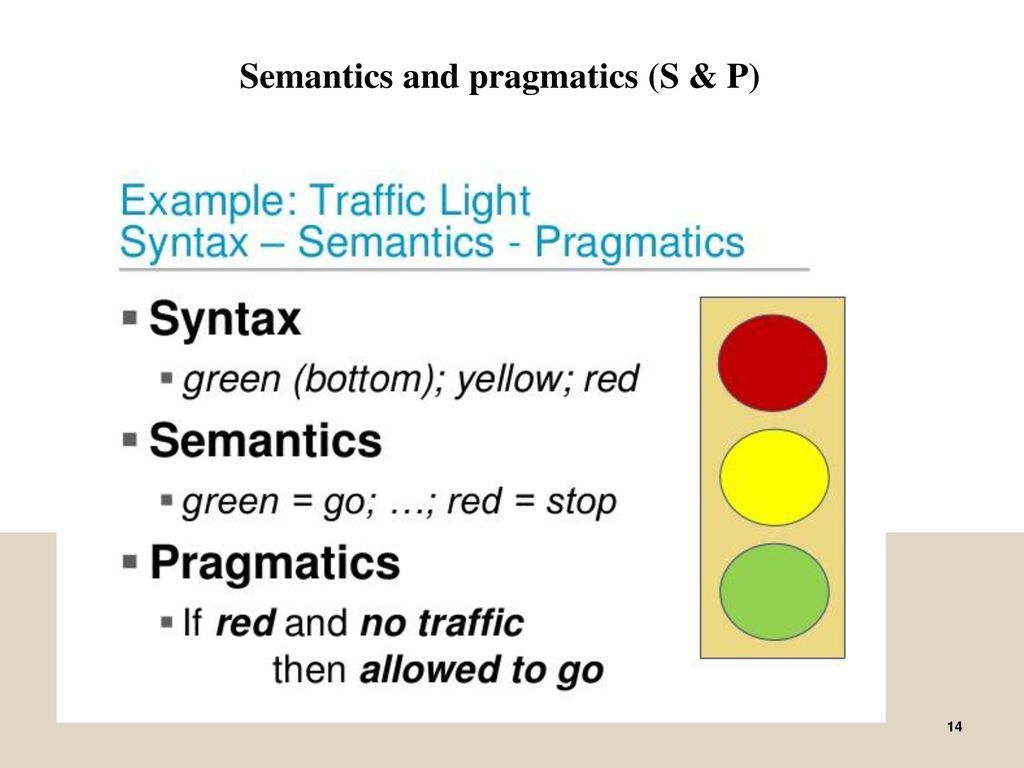 Semantics and pragmatics (S & P)
Example: Traffic Light
Syntax – Semantics - Pragmatics
▪ Syntax
▪ green (bottom); yellow; red
▪ Semantics
▪ green = go; …; red = stop
▪ Pragmatics
▪ If red and no traffic
then allowed to go
14